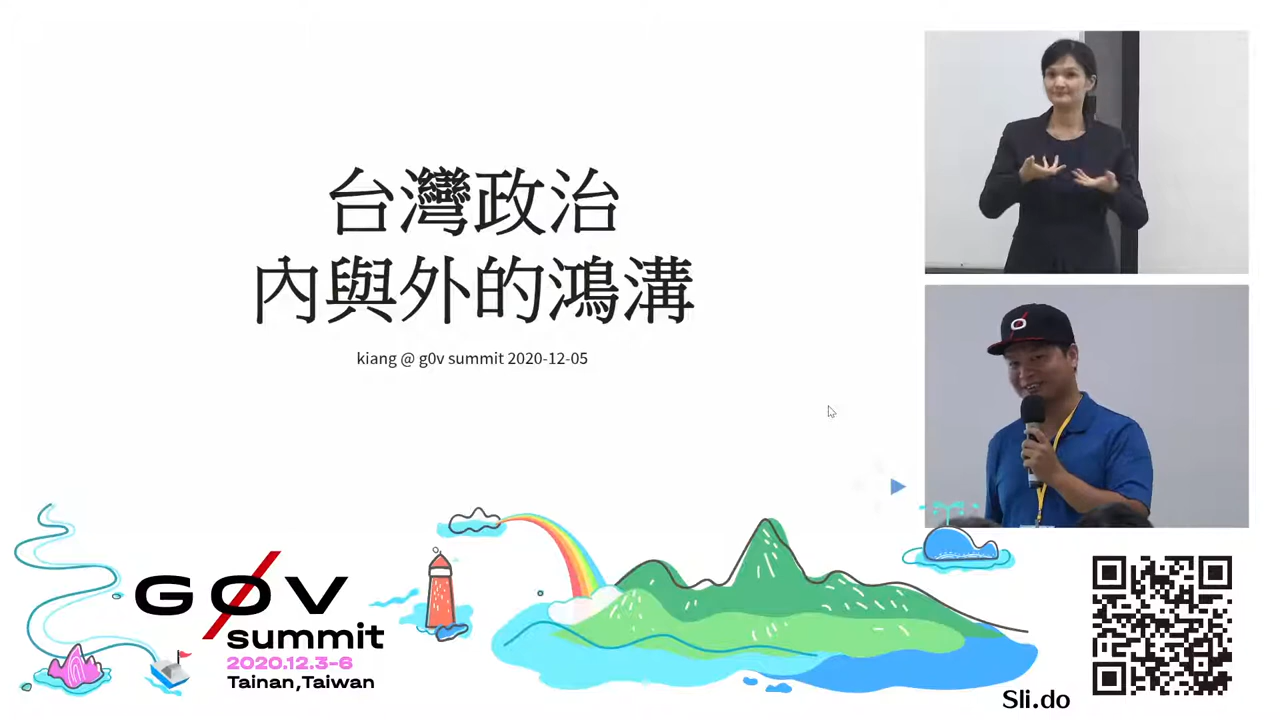 台灣政治
內與外的鴻溝
kiang @ g0v summit 2020-12-05
GØV
summit
2020.12.3-6
Tainan,Taiwan
Sli.do